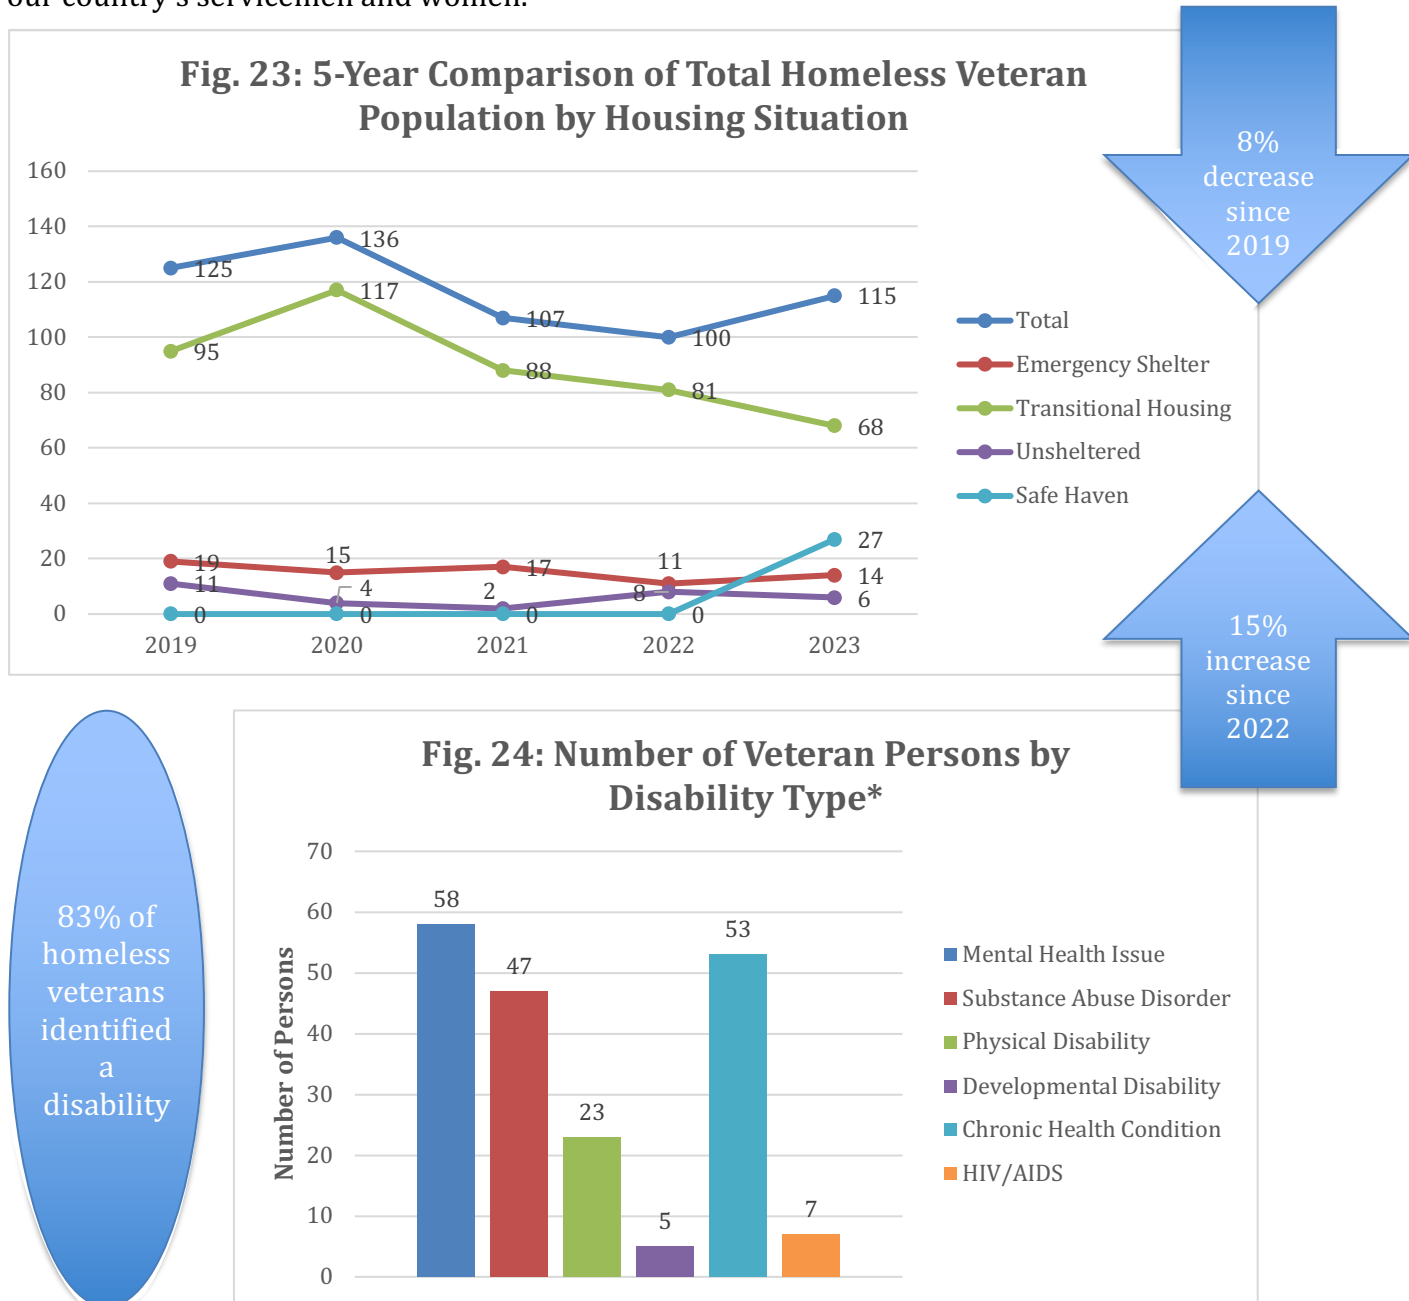 our country's servicemen and women.
Fig. 23: 5-Year Comparison of Total Homeless Veteran
Population by Housing Situation
160
140
120
100
80
60
40
20
0
125
136
107
100
115
95
117
88
81
68
19
15
17
11
14
11
4
2
8
6
0
0
0
0
27
2019
2020
2021
2022
2023
Total
Emergency Shelter
Transitional Housing
Unsheltered
Safe Haven
8%
decrease
since
2019
15%
increase
since
2022
83% of
homeless
veterans
identified
a
disability
Fig. 24: Number of Veteran Persons by
Disability Type*
Number of Persons
70
60
50
40
30
20
10
0
58
47
23
5
53
7
Mental Health Issue
Substance Abuse Disorder
Physical Disability
Developmental Disability
Chronic Health Condition
HIV/AIDS